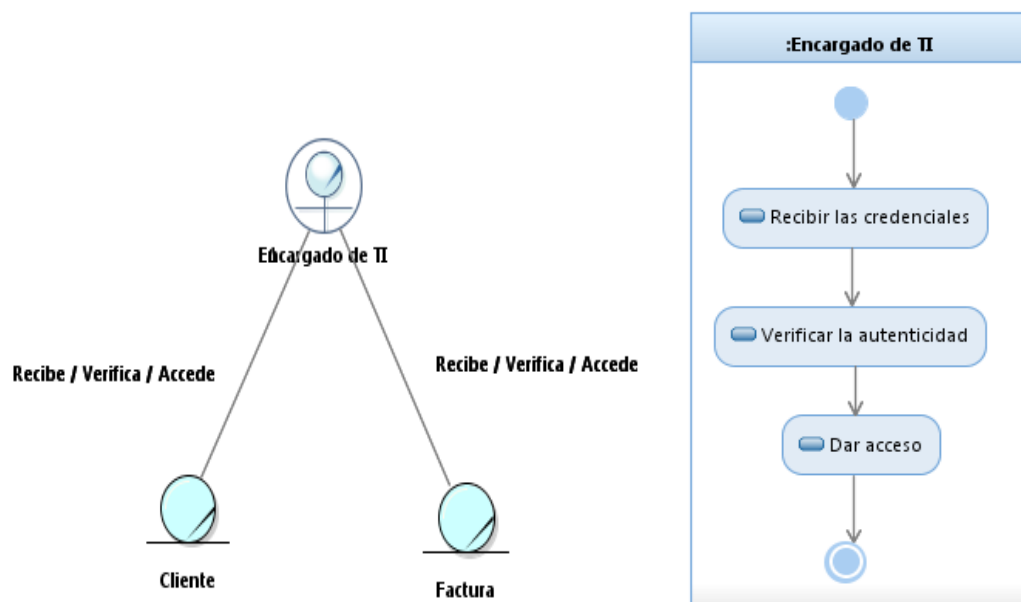 :Encargado de TI
Recibir las credenciales
Encargado de TI
Verificar la autenticidad
Recibe / Verifica / Accede
Recibe / Verifica / Accede
Dar acceso
Cliente
Factura